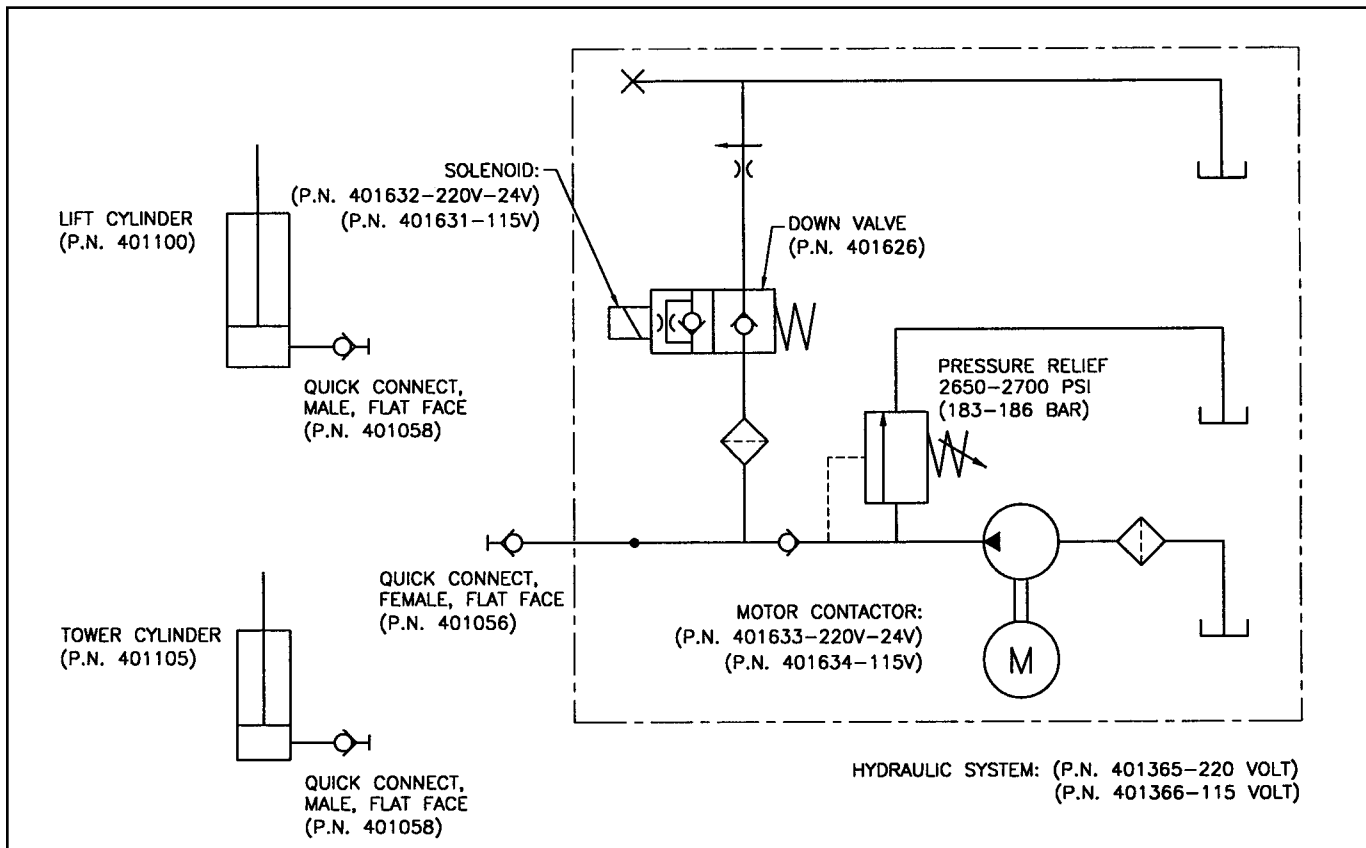 SOLENOID:
(P.N. 401632-220V-24V)
(P.N. 401631-115V)
LIFT CYLINDER
(P.N. 401100)
DOWN VALVE
(P.N. 401626)
QUICK CONNECT,
MALE, FLAT FACE
(P.N. 401058)
PRESSURE RELIEF
2650-2700 PSI
(183-186 BAR)
QUICK CONNECT,
FEMALE, FLAT FACE
(P.N. 401056)
MOTOR CONTACTOR:
(P.N. 401633-220V-24V)
(P.N. 401634-115V)
M
TOWER CYLINDER
(P.N. 401105)
QUICK CONNECT,
MALE, FLAT FACE
(P.N. 401058)
HYDRAULIC SYSTEM: (P.N. 401365-220 VOLT)
(P.N. 401366-115 VOLT)